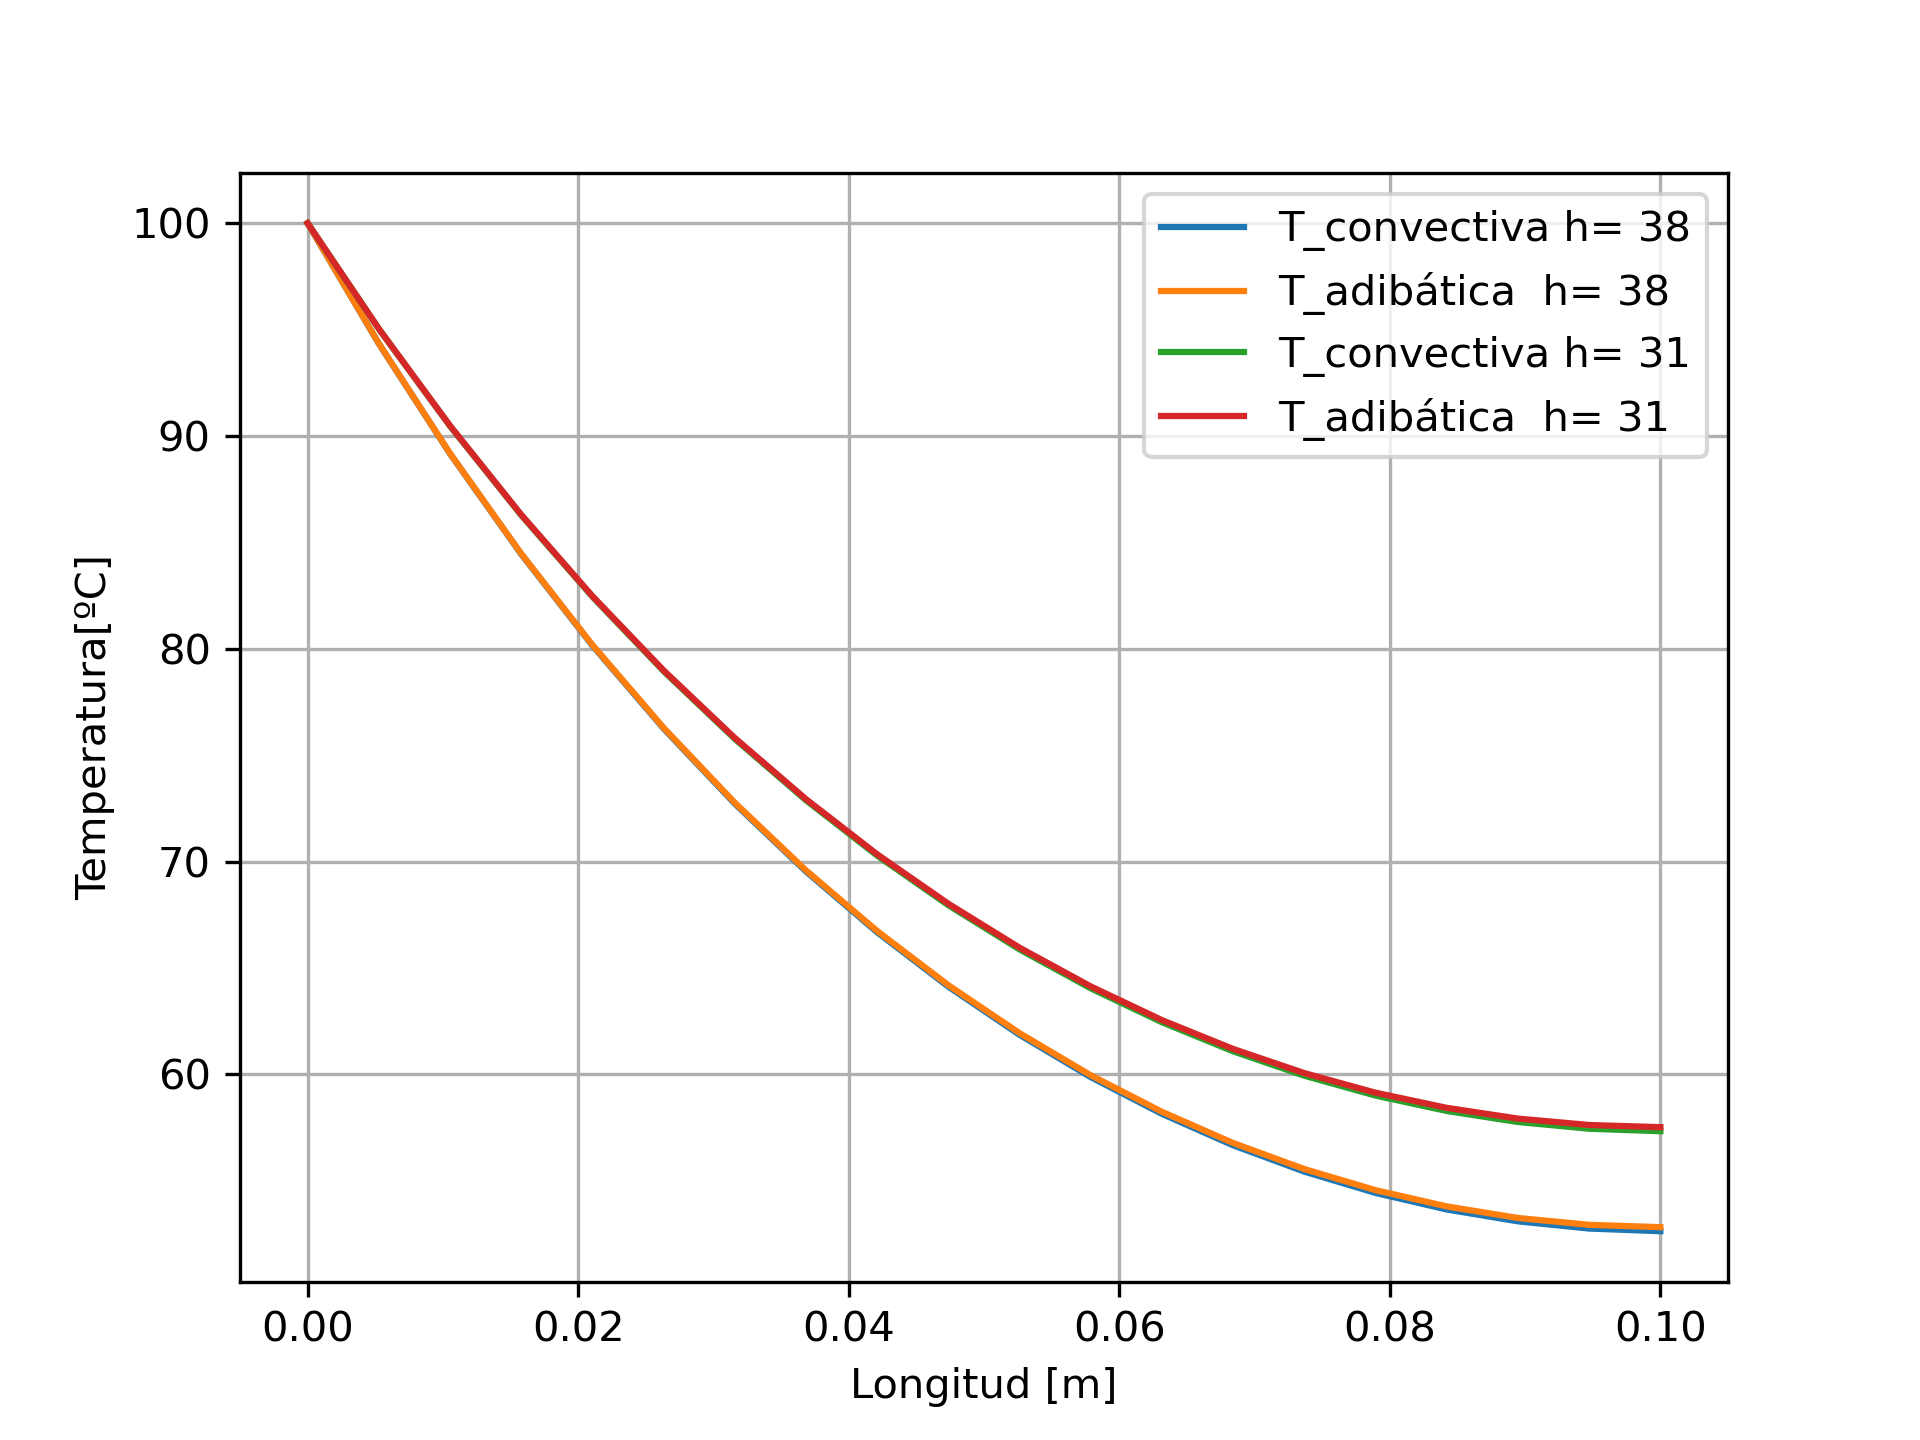 T_convectiva h= 38
T_adibática  h= 38
T_convectiva h= 31
T_adibática  h= 31
100
90
80
70
60
Temperatura[ºC]
0.00 0.02 0.04 0.06 0.08 0.10
Longitud [m]